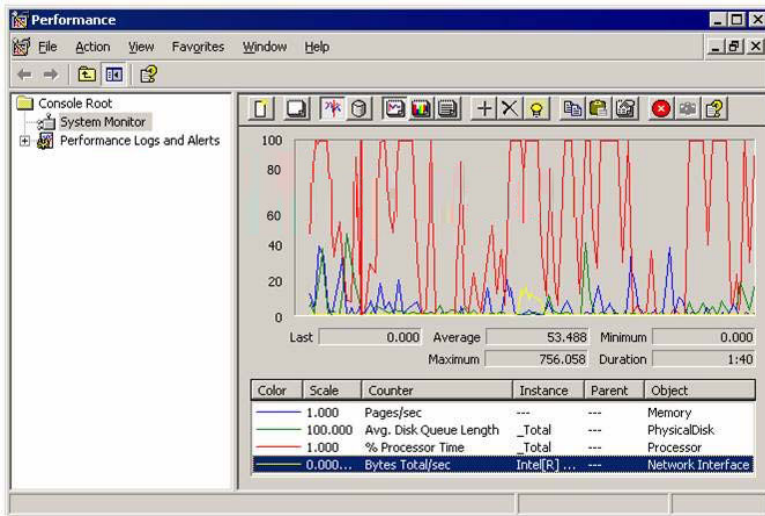 Performance
File Action View Favorites Window Help
Console Root
System Monitor
Performance Logs and Alerts
100
80
60
40
20
0
Last 0.000 Average 53.488 Minimum 0.000
Maximum 756.058 Duration 1:40
Color Scale Counter Instance Parent Object
1.000 Pages/sec --- --- Memory
100.000 Avg. Disk Queue Length _Total --- PhysicalDisk
1.000 % Processor Time _Total --- Processor
0.000... Bytes Total/sec Intel[R] ... --- Network Interface